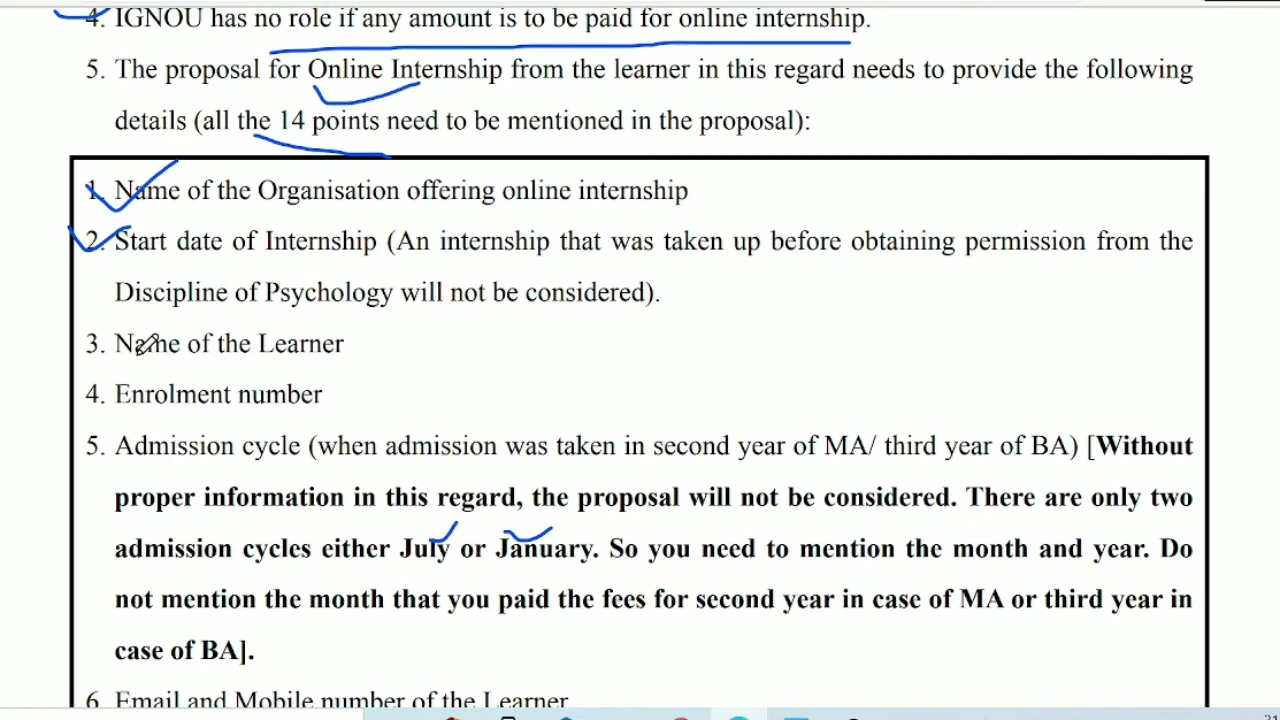 4. IGNOU has no role if any amount is to be paid for online internship.
5. The proposal for Online Internship from the learner in this regard needs to provide the following
details (all the 14 points need to be mentioned in the proposal):
1. Name of the Organisation offering online internship
2. Start date of Internship (An internship that was taken up before obtaining permission from the
Discipline of Psychology will not be considered).
3. Name of the Learner
4. Enrolment number
5. Admission cycle (when admission was taken in second year of MA/ third year of BA) [Without
proper information in this regard, the proposal will not be considered. There are only two
admission cycles either July or January. So you need to mention the month and year. Do
not mention the month that you paid the fees for second year in case of MA or third year in
case of BA].
6 Email and Mobile number of the Learner